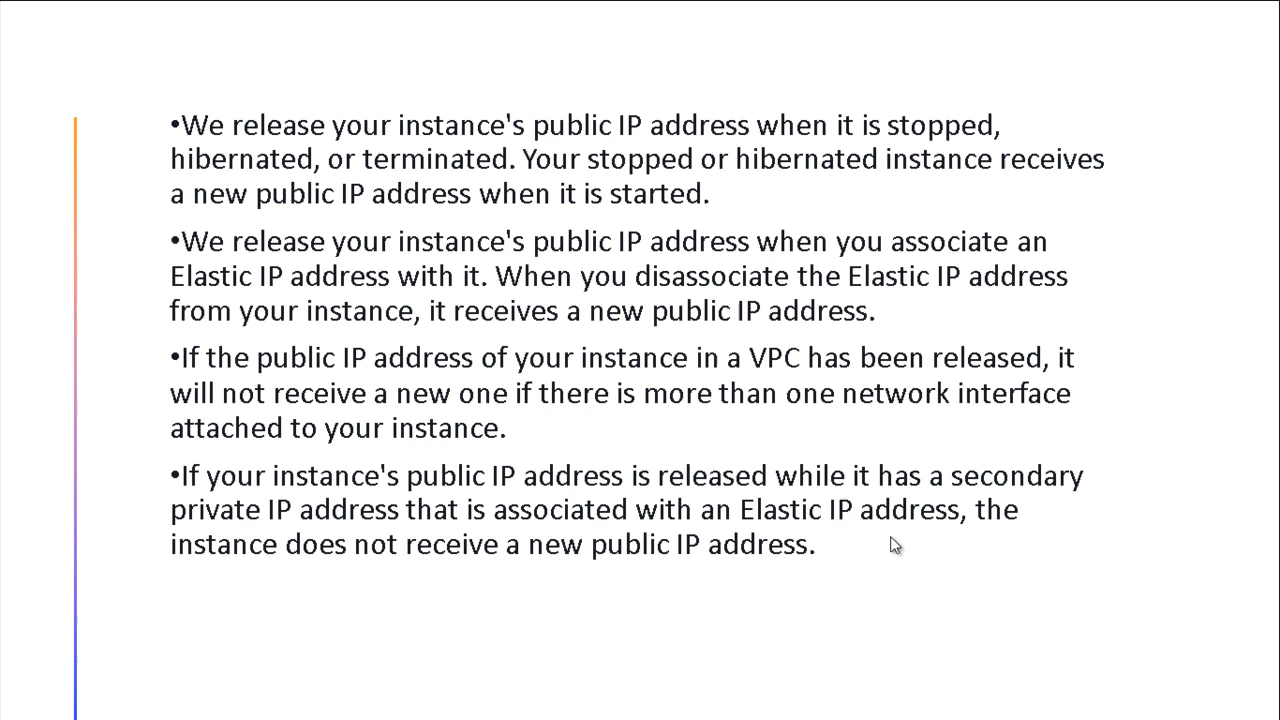 •We release your instance's public IP address when it is stopped,
hibernated, or terminated. Your stopped or hibernated instance receives
a new public IP address when it is started.
•We release your instance's public IP address when you associate an
Elastic IP address with it. When you disassociate the Elastic IP address
from your instance, it receives a new public IP address.
•If the public IP address of your instance in a VPC has been released, it
will not receive a new one if there is more than one network interface
attached to your instance.
•If your instance's public IP address is released while it has a secondary
private IP address that is associated with an Elastic IP address, the
instance does not receive a new public IP address.